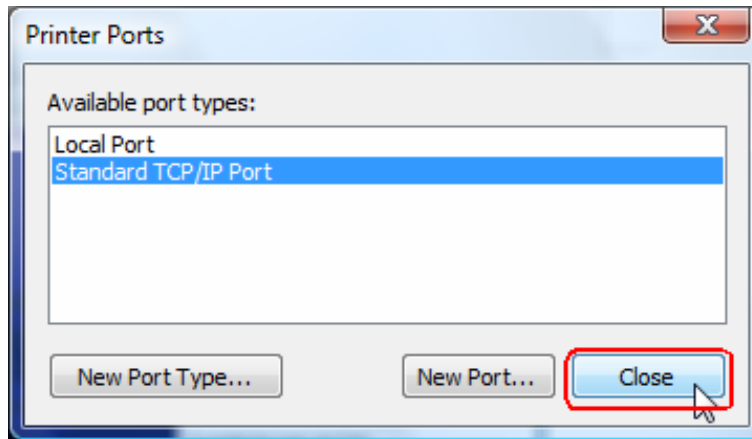 Printer Ports
Available port types:
Local Port
Standard TCP/IP Port
New Port Type... New Port... Close